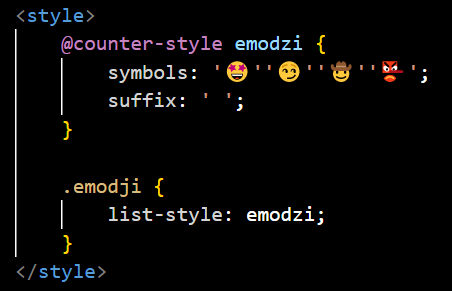 <style>
@counter-style emodzi {
symbols: '🤩''😏''🤠''👺';
suffix: ' ';
}
.emodji {
list-style: emodzi;
}
</style>